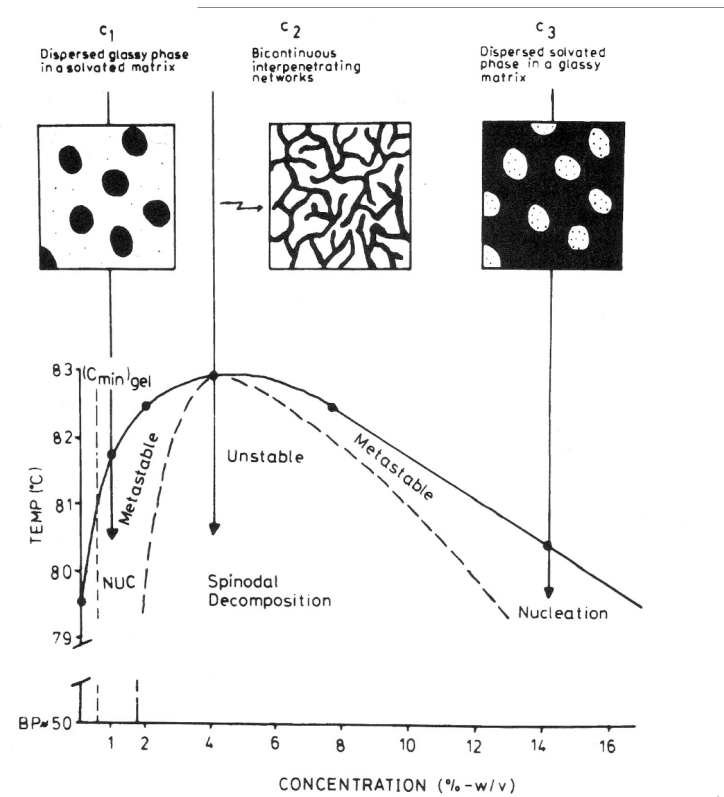 c1
Dispersed glassy phase
in a solvated matrix
c2
Bicontinuous
interpenetrating
networks
c3
Dispersed solvated
phase in a glassy
matrix
83
(Cmin)gel
82
81
80
79
BP≈50
TEMP (°C)
Metastable
NUC
Unstable
Spinodal
Decomposition
Metastable
Nucleation
1 2 4 6 8 10 12 14 16
CONCENTRATION (%-w/v)